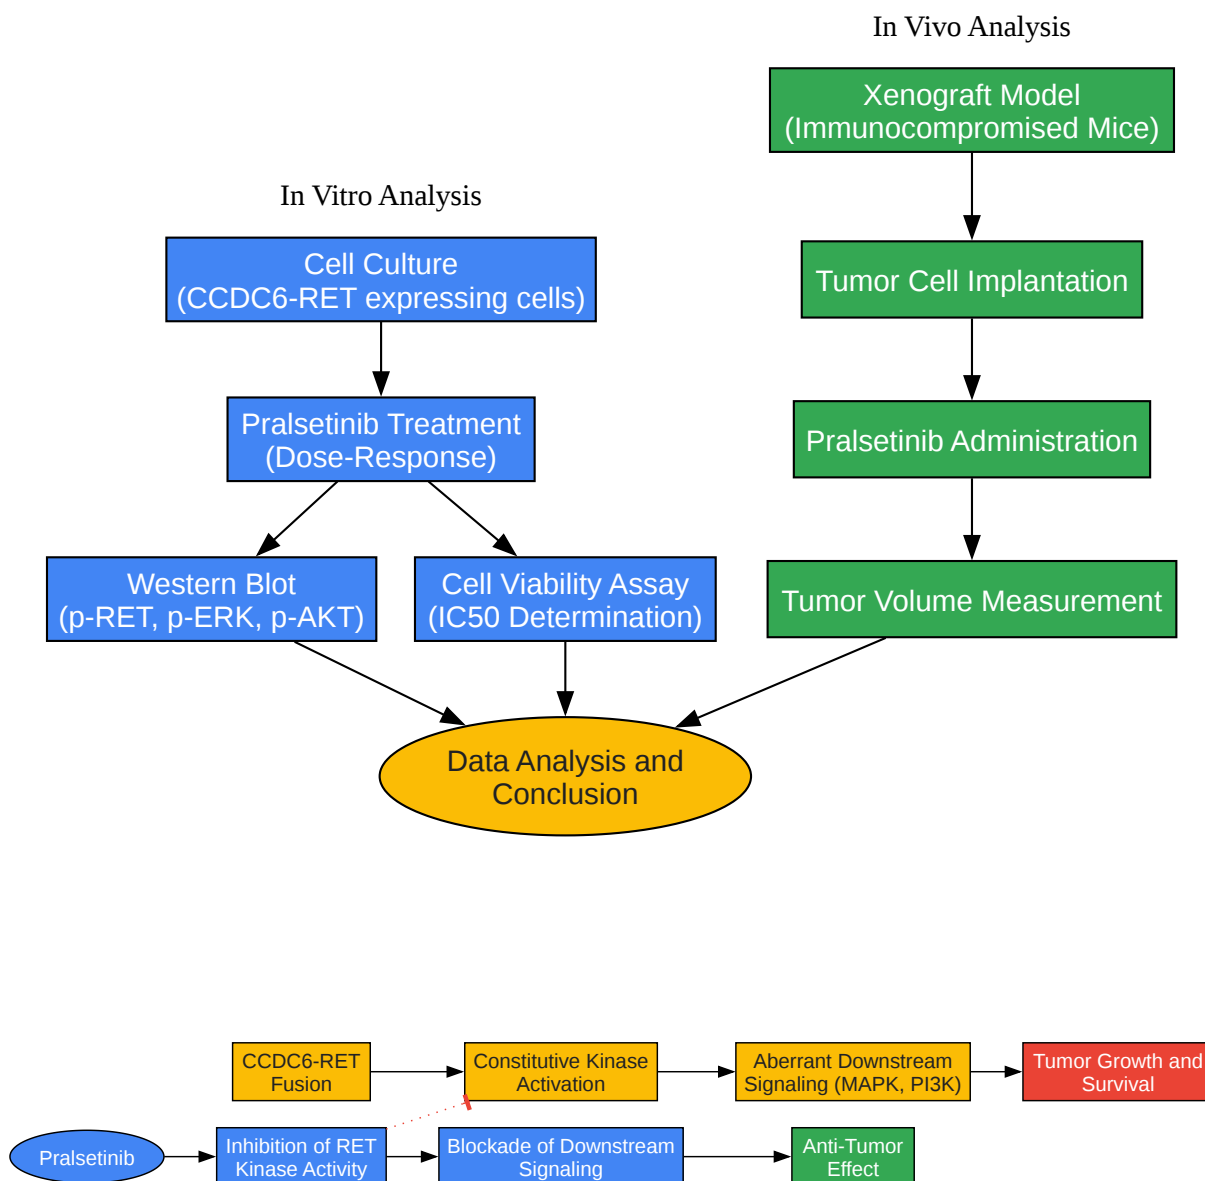 In Vivo Analysis
Xenograft Model
(Immunocompromised Mice)
In Vitro Analysis
Cell Culture
(CCDC6-RET expressing cells)
Tumor Cell Implantation
Pralsetinib Treatment
(Dose-Response)
Pralsetinib Administration
Western Blot
(p-RET, p-ERK, p-AKT)
Cell Viability Assay
(IC50 Determination)
Tumor Volume Measurement
Data Analysis and
Conclusion
CCDC6-RET
Fusion
Constitutive Kinase
Activation
Aberrant Downstream
Signaling (MAPK, PI3K)
Tumor Growth and
Survival
Pralsetinib
Inhibition of RET
Kinase Activity
Blockade of Downstream
Signaling
Anti-Tumor
Effect